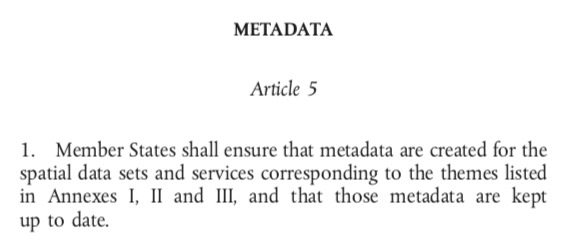 METADATA
Article 5
1. Member States shall ensure that metadata are created for the
spatial data sets and services corresponding to the themes listed
in Annexes I, II and III, and that those metadata are kept
up to date.